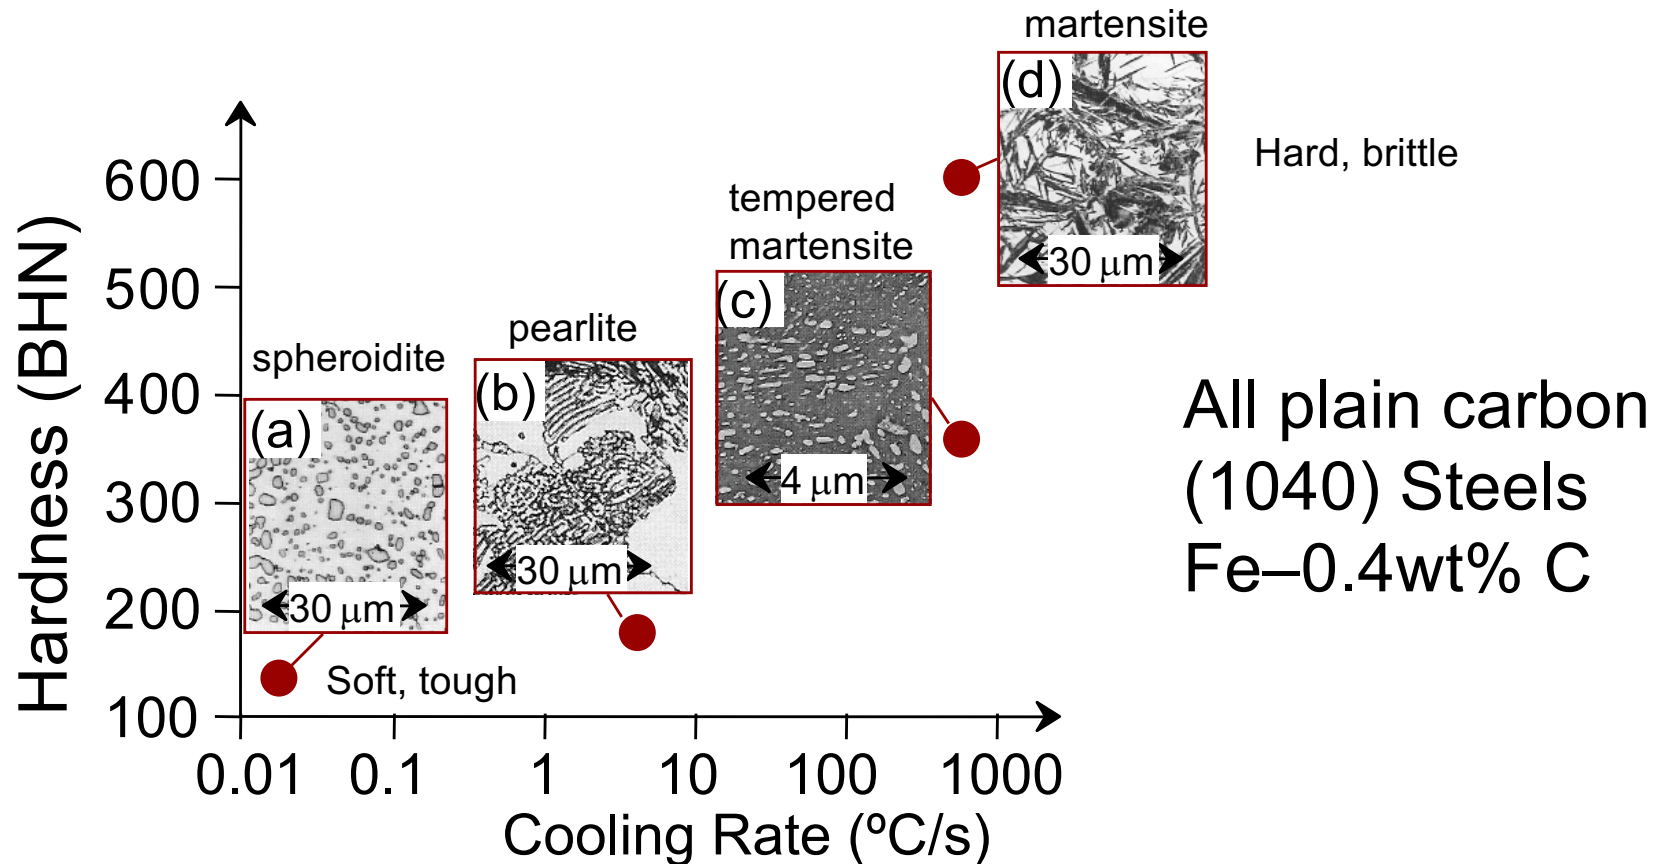 martensite
(d)
Hard, brittle
30 μm
tempered
martensite
(c)
4 μm
pearlite
(b)
30 μm
spheroidite
(a)
30 μm
Soft, tough
All plain carbon
(1040) Steels
Fe–0.4wt% C
Hardness (BHN)
600
500
400
300
200
100
0.01 0.1 1 10 100 1000
Cooling Rate (ºC/s)